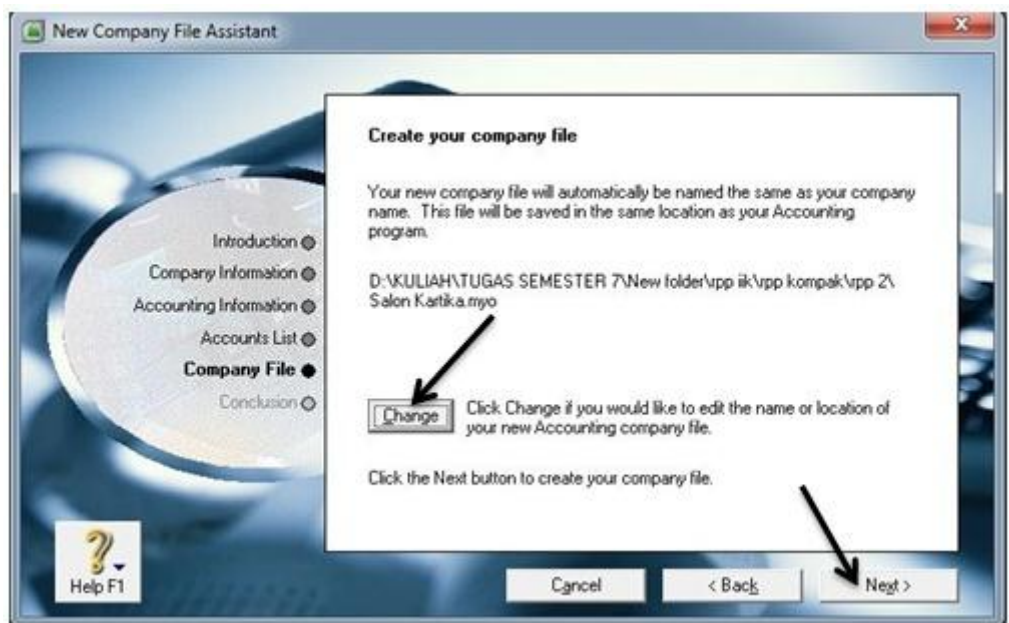 New Company File Assistant
Create your company file
Your new company file will automatically be named the same as your company
name. This file will be saved in the same location as your Accounting
program.
Introduction
Company Information
Accounting Information
Accounts List
Company File
Conclusion
D:\KULIAH\TUGAS SEMESTER 7\New folder\rpp iik\rpp kompak\rpp 2\
Salon Kartika.myo
Change
Click Change if you would like to edit the name or location of
your new Accounting company file.
Click the Next button to create your company file.
Help F1
Cancel
< Back
Next >